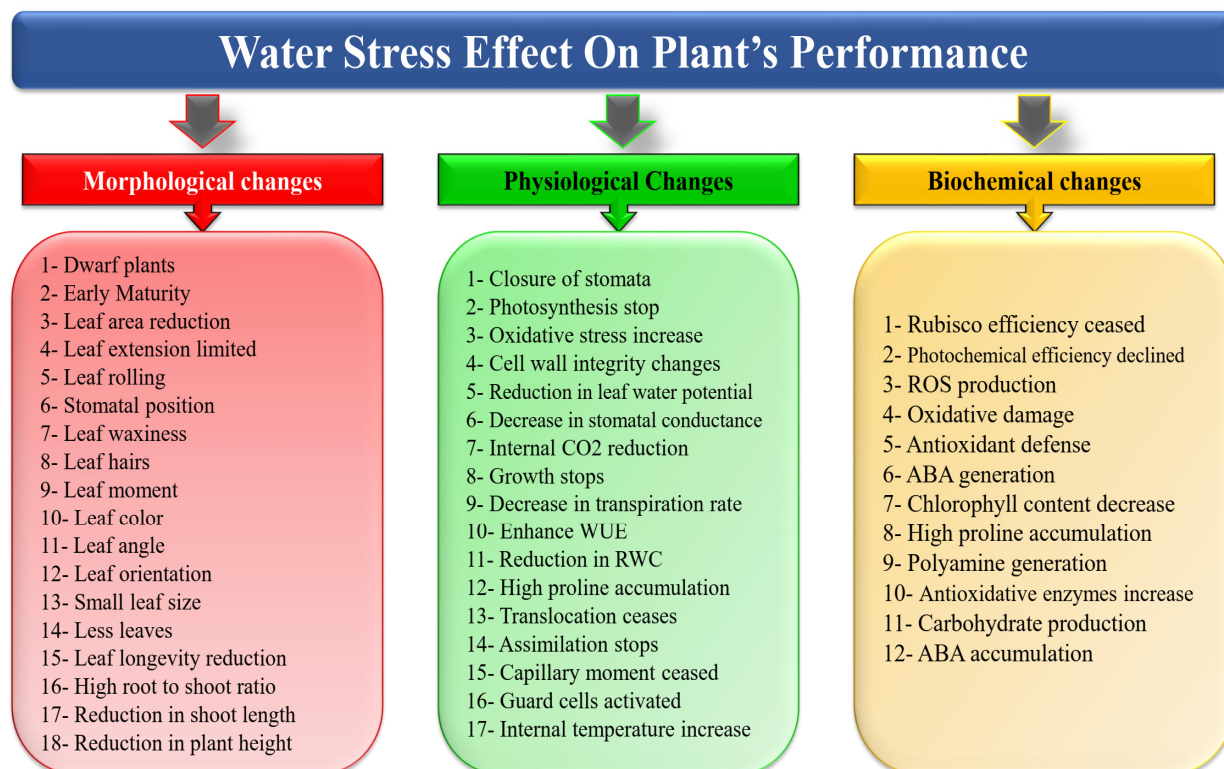 Water Stress Effect On Plant's Performance
Morphological changes
1- Dwarf plants
2- Early Maturity
3- Leaf area reduction
4- Leaf extension limited
5- Leaf rolling
6- Stomatal position
7- Leaf waxiness
8- Leaf hairs
9- Leaf moment
10- Leaf color
11- Leaf angle
12- Leaf orientation
13- Small leaf size
14- Less leaves
15- Leaf longevity reduction
16- High root to shoot ratio
17- Reduction in shoot length
18- Reduction in plant height
Physiological Changes
1- Closure of stomata
2- Photosynthesis stop
3- Oxidative stress increase
4- Cell wall integrity changes
5- Reduction in leaf water potential
6- Decrease in stomatal conductance
7- Internal CO2 reduction
8- Growth stops
9- Decrease in transpiration rate
10- Enhance WUE
11- Reduction in RWC
12- High proline accumulation
13- Translocation ceases
14- Assimilation stops
15- Capillary moment ceased
16- Guard cells activated
17- Internal temperature increase
Biochemical changes
1- Rubisco efficiency ceased
2- Photochemical efficiency declined
3- ROS production
4- Oxidative damage
5- Antioxidant defense
6- ABA generation
7- Chlorophyll content decrease
8- High proline accumulation
9- Polyamine generation
10- Antioxidative enzymes increase
11- Carbohydrate production
12- ABA accumulation